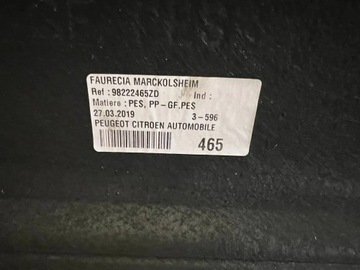 FAURECIA MARCKOLSHEIM
Ref : 98222465ZD Ind :
Matiere : PES, PP-GF.PES
27.03.2019 3-596
PEUGEOT CITROEN AUTOMOBILE
465